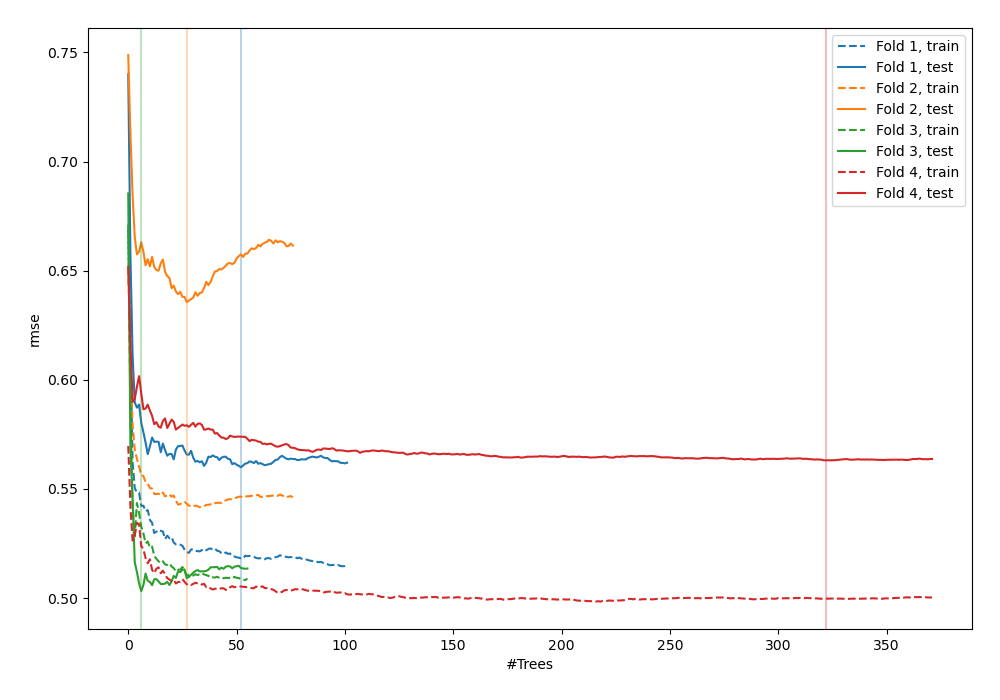 0.75
0.70
0.65
0.60
0.55
0.50
rmse
0
50
100
150
200
250
300
350
#Trees
Fold 1, train
Fold 1, test
Fold 2, train
Fold 2, test
Fold 3, train
Fold 3, test
Fold 4, train
Fold 4, test